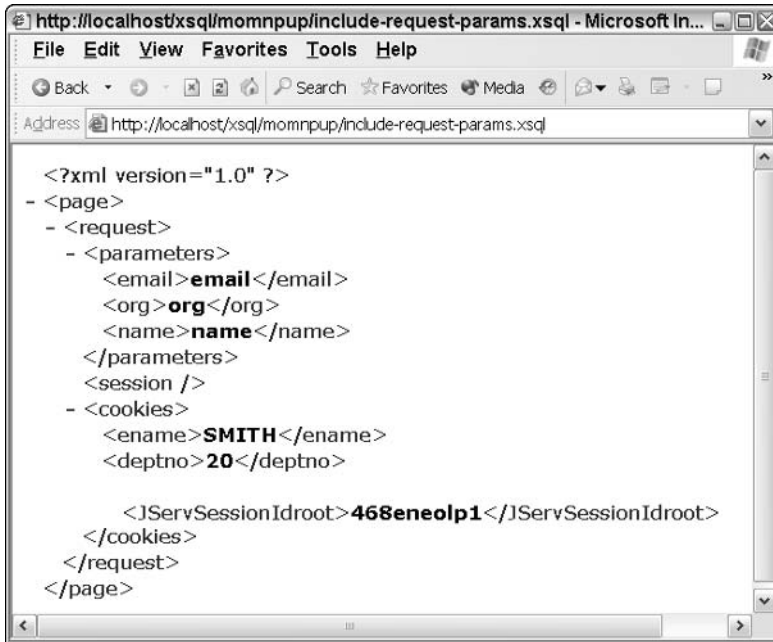 http://localhost/xsql/momnpup/include-request-params.xsql - Microsoft In...
File Edit View Favorites Tools Help
Back Search Favorites Media »
Address http://localhost/xsql/momnpup/include-request-params.xsql
<?xml version="1.0" ?>
- <page>
- <request>
- <parameters>
<email>email</email>
<org>org</org>
<name>name</name>
</parameters>
<session />
- <cookies>
<ename>SMITH</ename>
<deptno>20</deptno>
<JServSessionIdroot>468eneolp1</JServSessionIdroot>
</cookies>
</request>
</page>